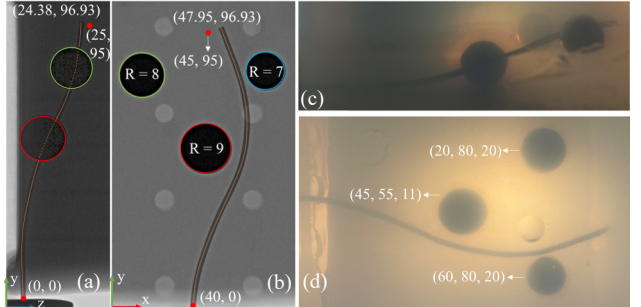 (24.38, 96.93)
(25,
95)
(0, 0)
y
z
(a)
(47.95, 96.93)
(45, 95)
R = 8
R = 7
R = 9
y
x
(40, 0)
(b)
(c)
(20, 80, 20)
(45, 55, 11)
(60, 80, 20)
(d)